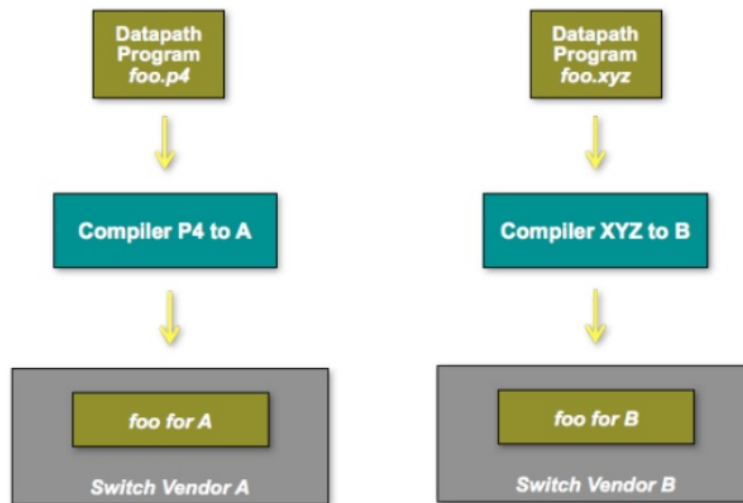 Datapath
Program
foo.p4
Compiler P4 to A
foo for A
Switch Vendor A
Datapath
Program
foo.xyz
Compiler XYZ to B
foo for B
Switch Vendor B